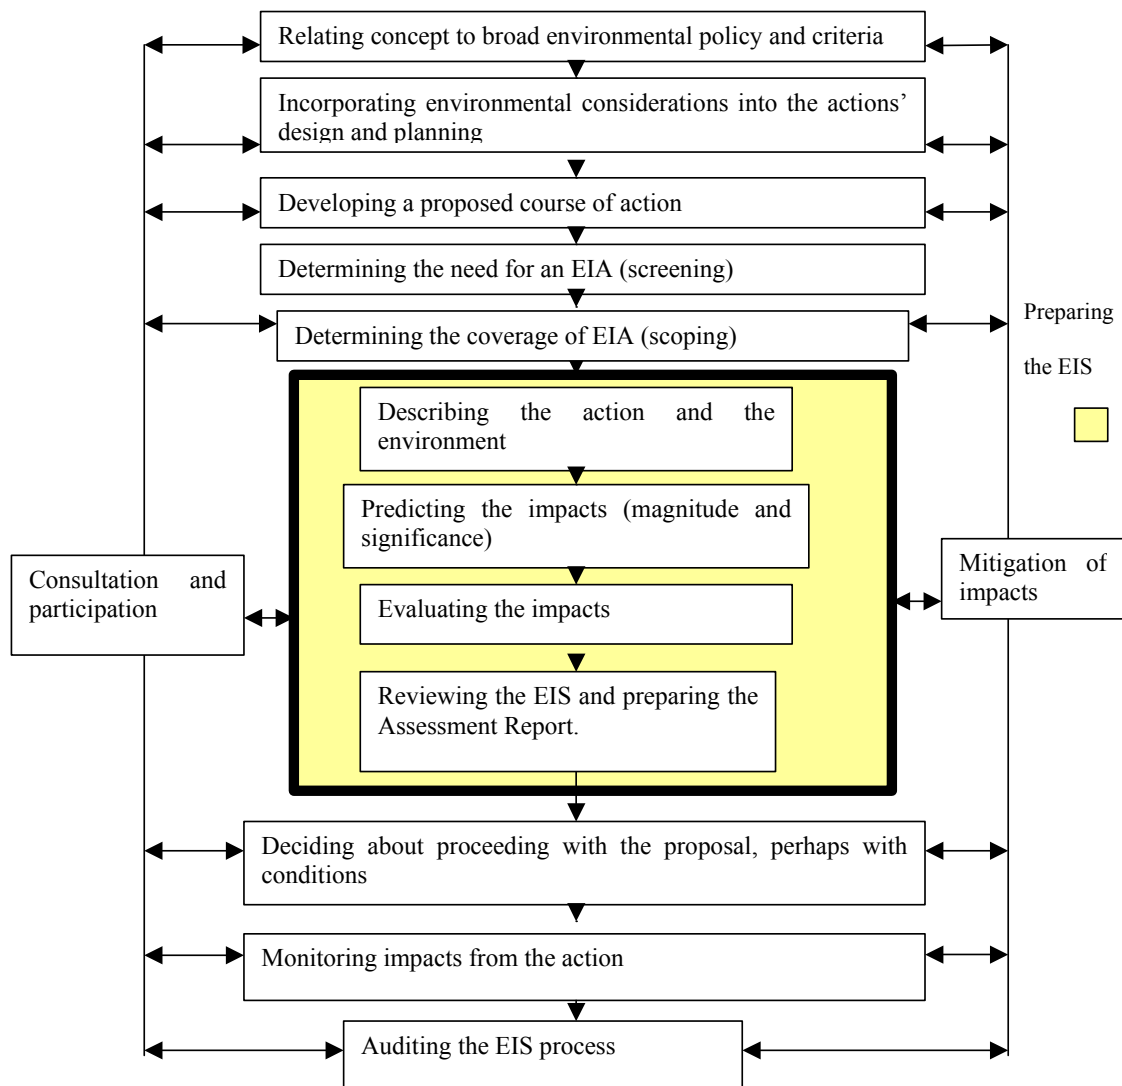 Relating concept to broad environmental policy and criteria
Incorporating environmental considerations into the actions’
design and planning
Developing a proposed course of action
Determining the need for an EIA (screening)
Determining the coverage of EIA (scoping)
Preparing
the EIS
Describing the action and the
environment
Predicting the impacts (magnitude and
significance)
Consultation and
participation
Evaluating the impacts
Mitigation of
impacts
Reviewing the EIS and preparing the
Assessment Report.
Deciding about proceeding with the proposal, perhaps with
conditions
Monitoring impacts from the action
Auditing the EIS process